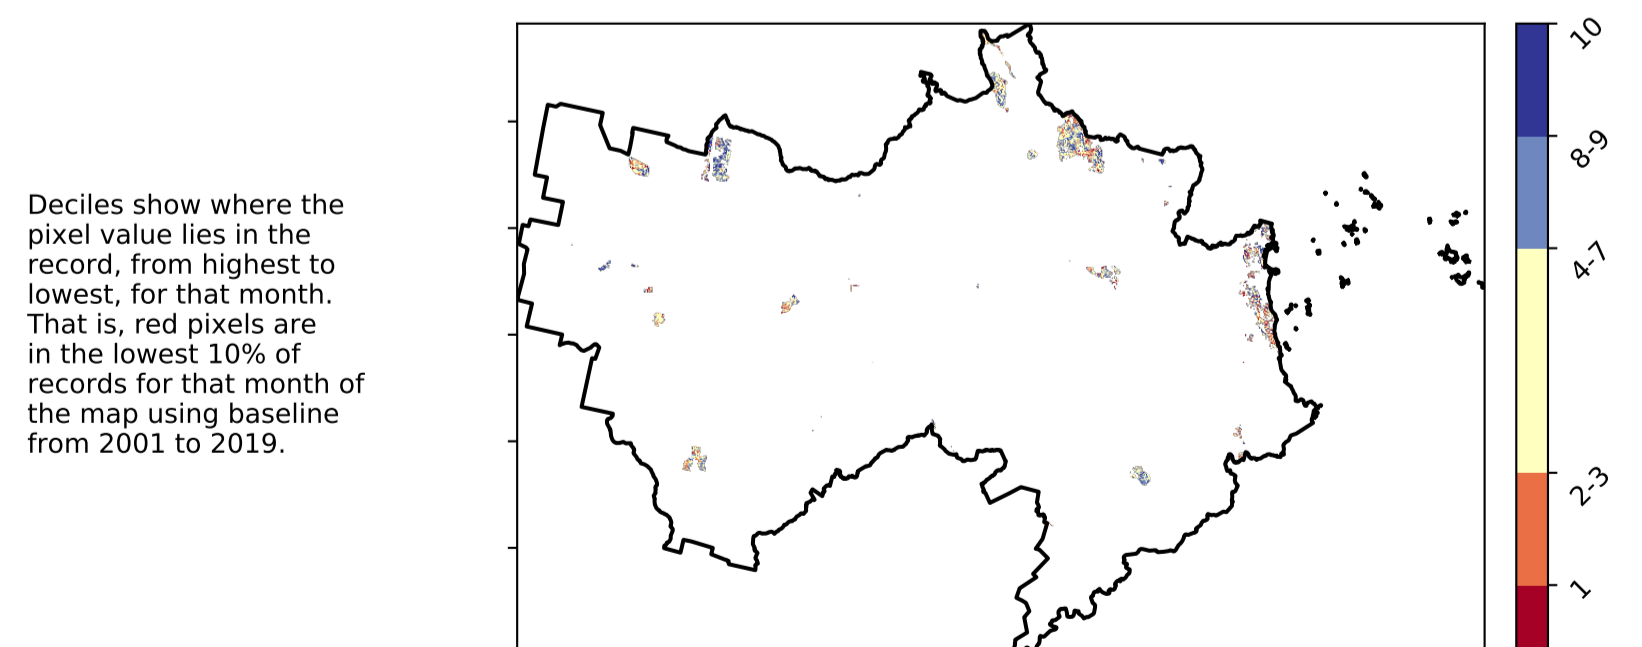 Deciles show where the
pixel value lies in the
record, from highest to
lowest, for that month.
That is, red pixels are
in the lowest 10% of
records for that month of
the map using baseline
from 2001 to 2019.
10
8-9
4-7
2-3
1